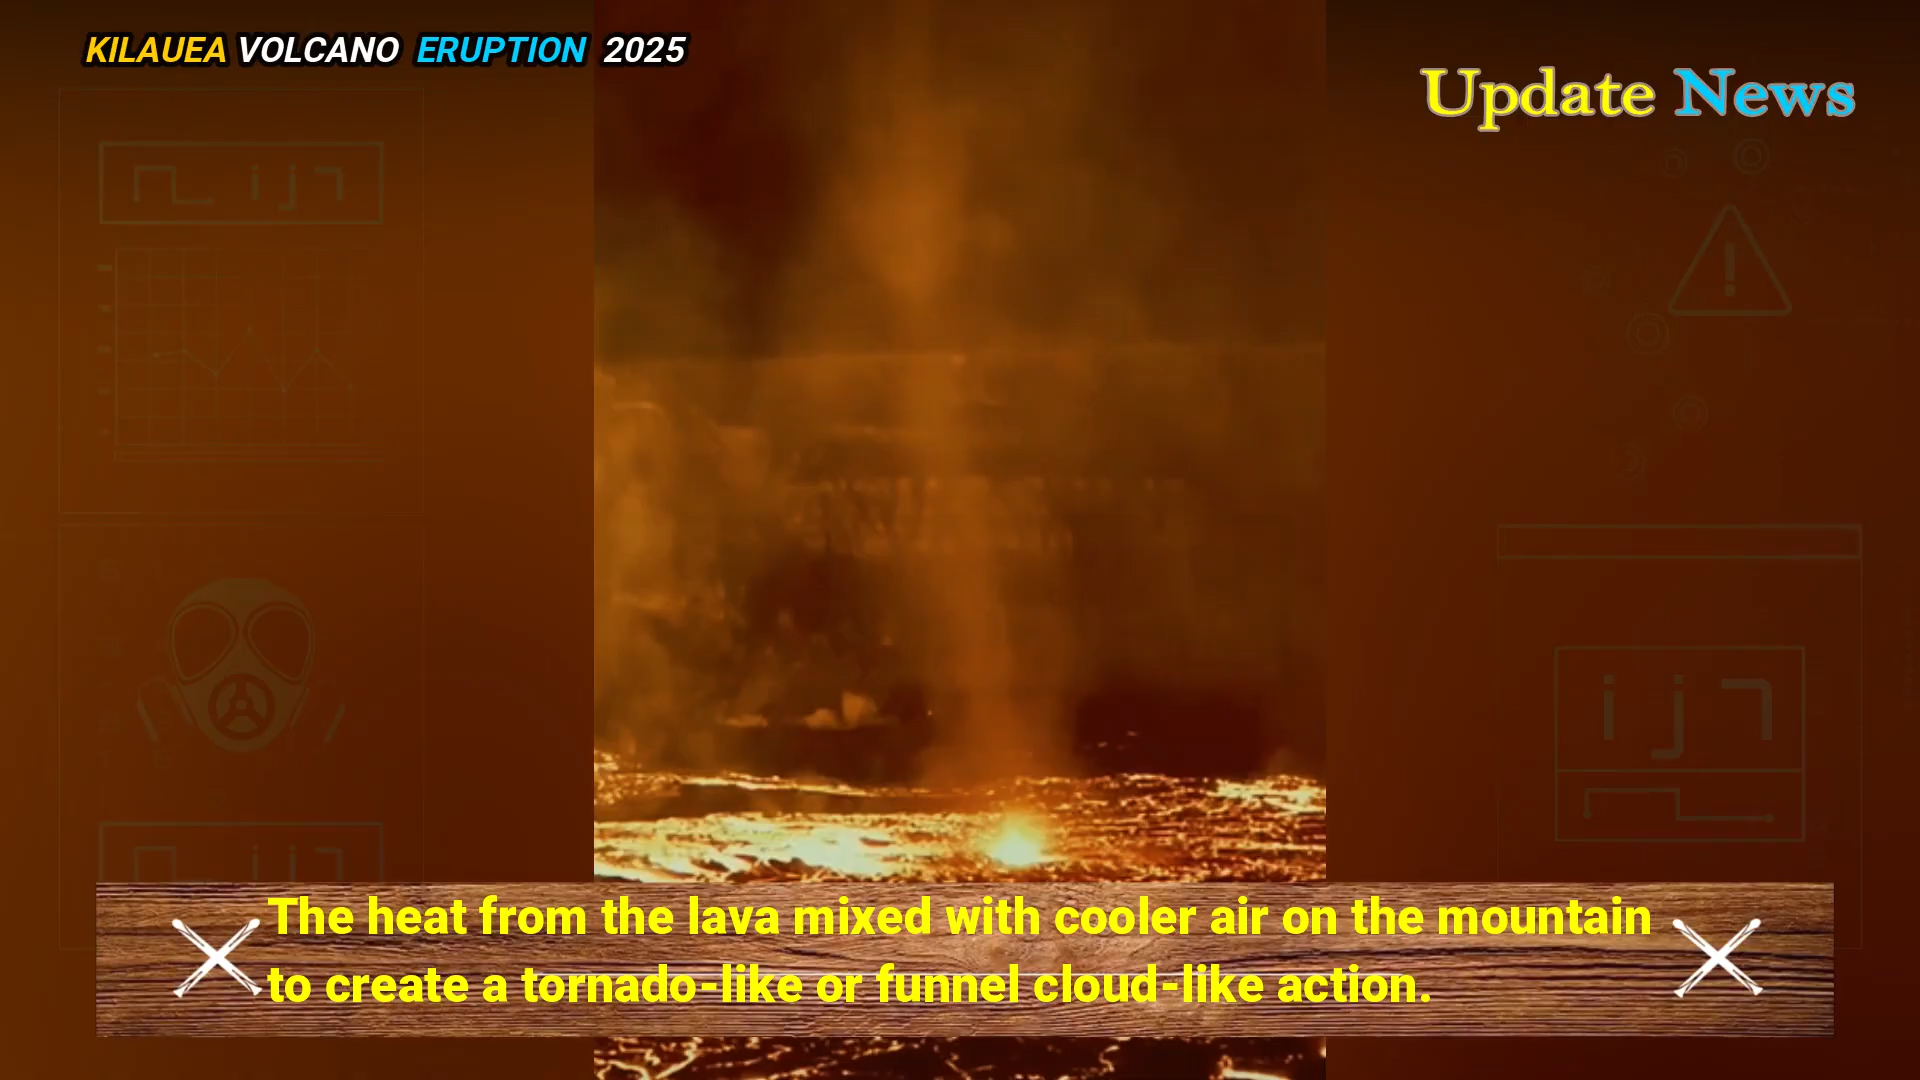 KILAUEA VOLCANO ERUPTION 2025
Update News
The heat from the lava mixed with cooler air on the mountain
to create a tornado-like or funnel cloud-like action.